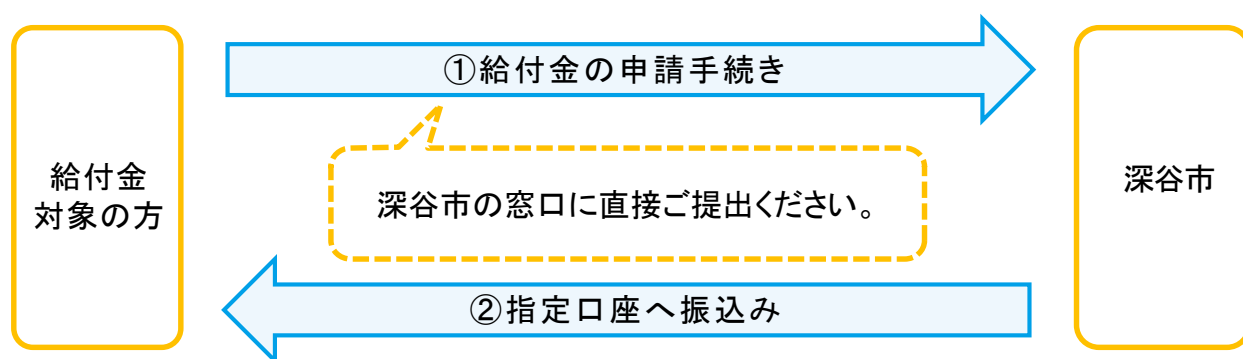 ①給付金の申請手続き
給付金
対象の方
深谷市の窓口に直接ご提出ください。
深谷市
②指定口座へ振込み